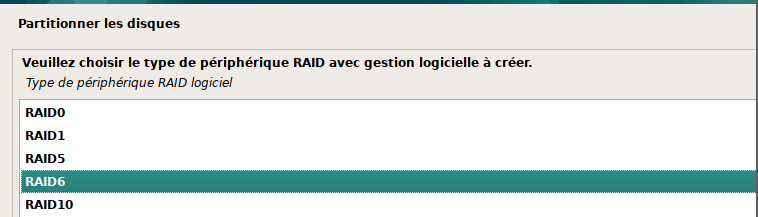 Partitionner les disques
Veuillez choisir le type de périphérique RAID avec gestion logicielle à créer.
Type de périphérique RAID logiciel
RAID0
RAID1
RAID5
RAID6
RAID10